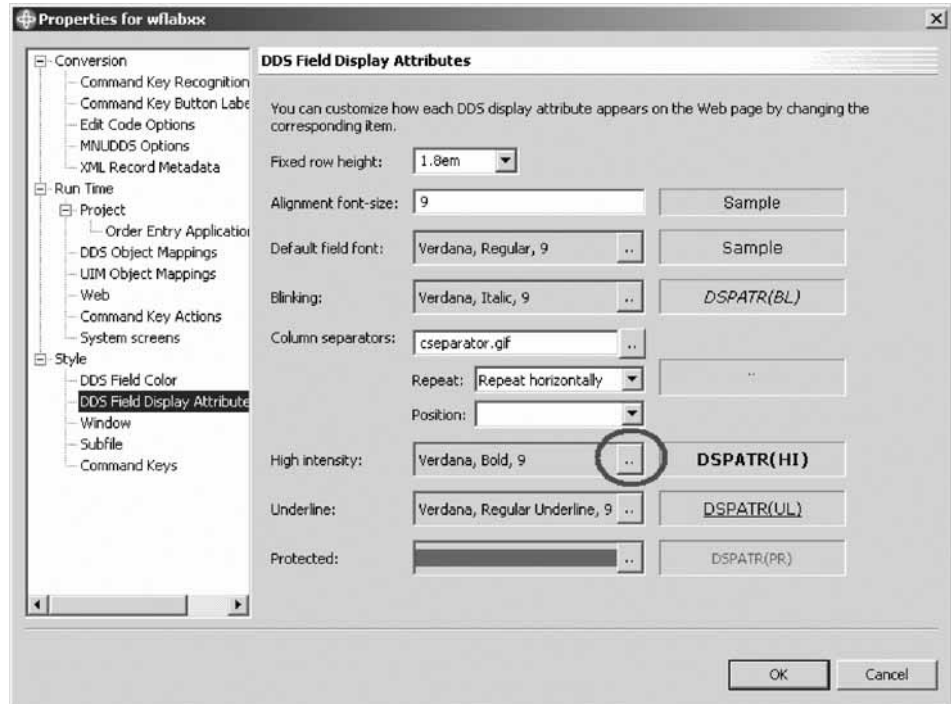 Properties for wflabxx
Conversion
Command Key Recognition
Command Key Button Labe
Edit Code Options
MNUDDS Options
XML Record Metadata
Run Time
Project
Order Entry Applicatio
DDS Object Mappings
UIM Object Mappings
Web
Command Key Actions
System screens
Style
DDS Field Color
DDS Field Display Attribute
Window
Subfile
Command Keys
DDS Field Display Attributes
You can customize how each DDS display attribute appears on the Web page by changing the
corresponding item.
Fixed row height: 1.8em
Alignment font-size: 9 Sample
Default field font: Verdana, Regular, 9 .. Sample
Blinking: Verdana, Italic, 9 .. DSPATR(BL)
Column separators: cseparator.gif ..
Repeat: Repeat horizontally ..
Position:
High intensity: Verdana, Bold, 9 .. DSPATR(HI)
Underline: Verdana, Regular Underline, 9 .. DSPATR(UL)
Protected: .. DSPATR(PR)
OK Cancel